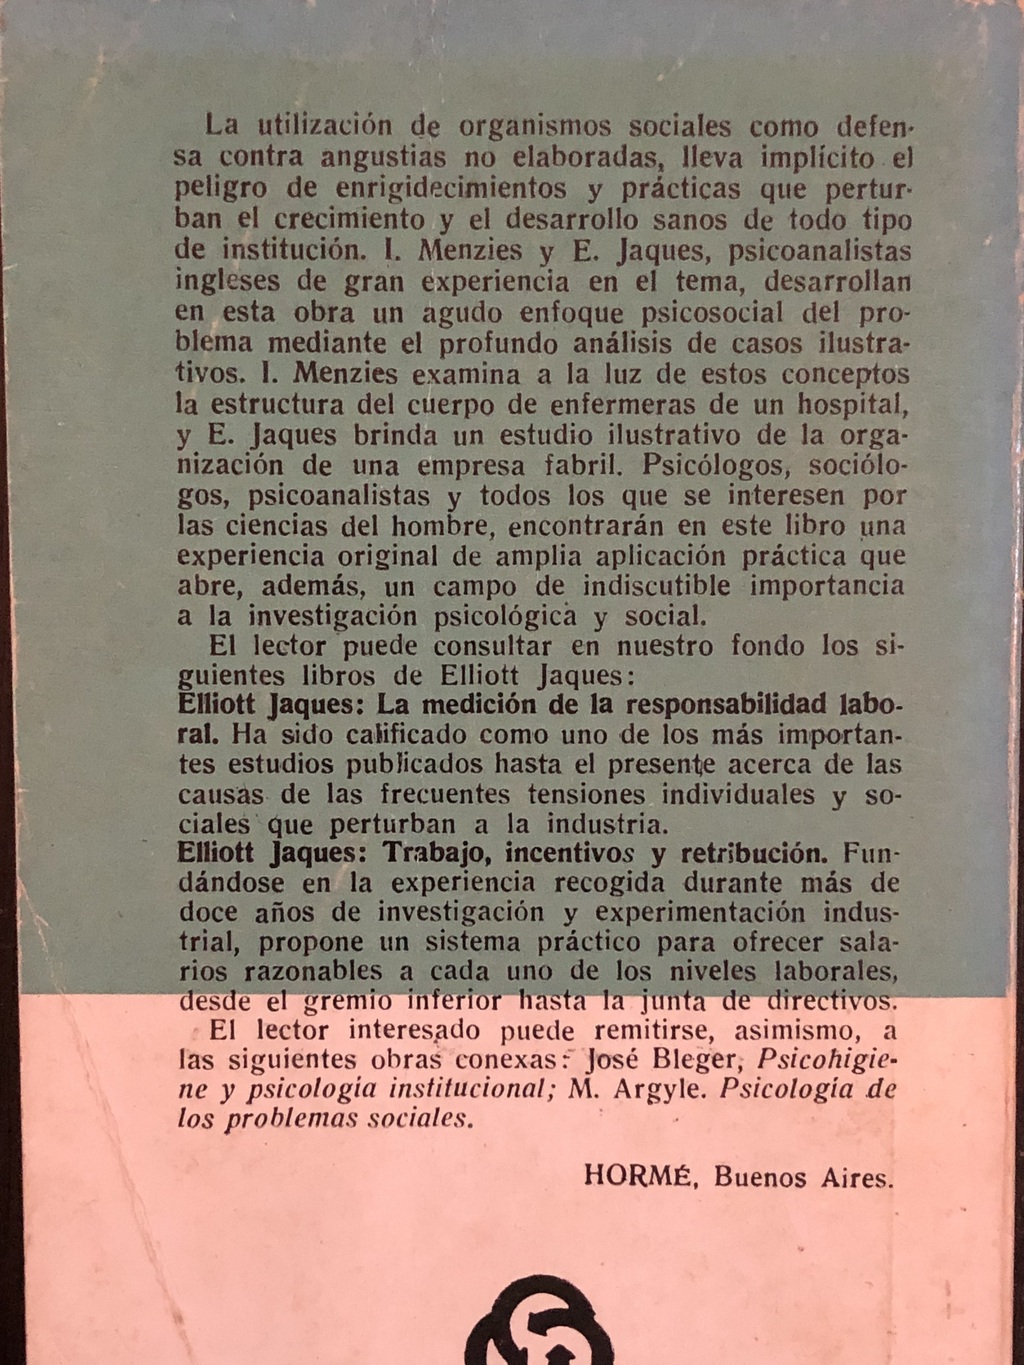 La utilización de organismos sociales como defen-
sa contra angustias no elaboradas, lleva implícito el
peligro de enrigidecimientos y prácticas que pertur-
ban el crecimiento y el desarrollo sanos de todo tipo
de institución. I. Menzies y E. Jaques, psicoanalistas
ingleses de gran experiencia en el tema, desarrollan
en esta obra un agudo enfoque psicosocial del pro-
blema mediante el profundo análisis de casos ilustra-
tivos. I. Menzies examina a la luz de estos conceptos
la estructura del cuerpo de enfermeras de un hospital,
y E. Jaques brinda un estudio ilustrativo de la orga-
nización de una empresa fabril. Psicólogos, sociólo-
gos, psicoanalistas y todos los que se interesen por
las ciencias del hombre, encontrarán en este libro una
experiencia original de amplia aplicación práctica que
abre, además, un campo de indiscutible importancia
a la investigación psicológica y social.
El lector puede consultar en nuestro fondo los si-
guientes libros de Elliott Jaques:
Elliott Jaques: La medición de la responsabilidad labo-
ral. Ha sido calificado como uno de los más importan-
tes estudios publicados hasta el presente acerca de las
causas de las frecuentes tensiones individuales y so-
ciales que perturban a la industria.
Elliott Jaques: Trabajo, incentivos y retribución. Fun-
dándose en la experiencia recogida durante más de
doce años de investigación y experimentación indus-
trial, propone un sistema práctico para ofrecer sala-
rios razonables a cada uno de los niveles laborales,
desde el gremio inferior hasta la junta de directivos.
El lector interesado puede remitirse, asimismo, a
las siguientes obras conexas: José Bleger, Psicohigie-
ne y psicología institucional; M. Argyle. Psicología de
los problemas sociales.
HORMÉ, Buenos Aires.